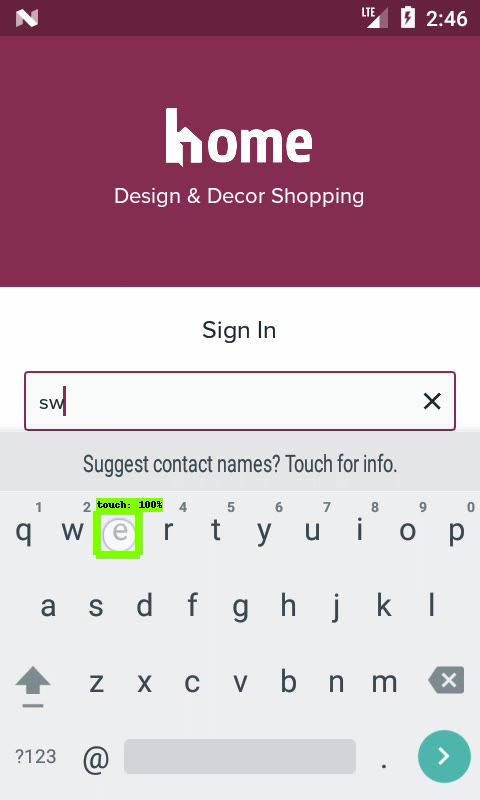 LTE 2:46
home
Design & Decor Shopping
Sign In
sw
Suggest contact names? Touch for info.
touch: 100%
1 2 4 5 6 7 8 9 0
q w e r t y u i o p
a s d f g h j k l
z x c v b n m
?123 @ .